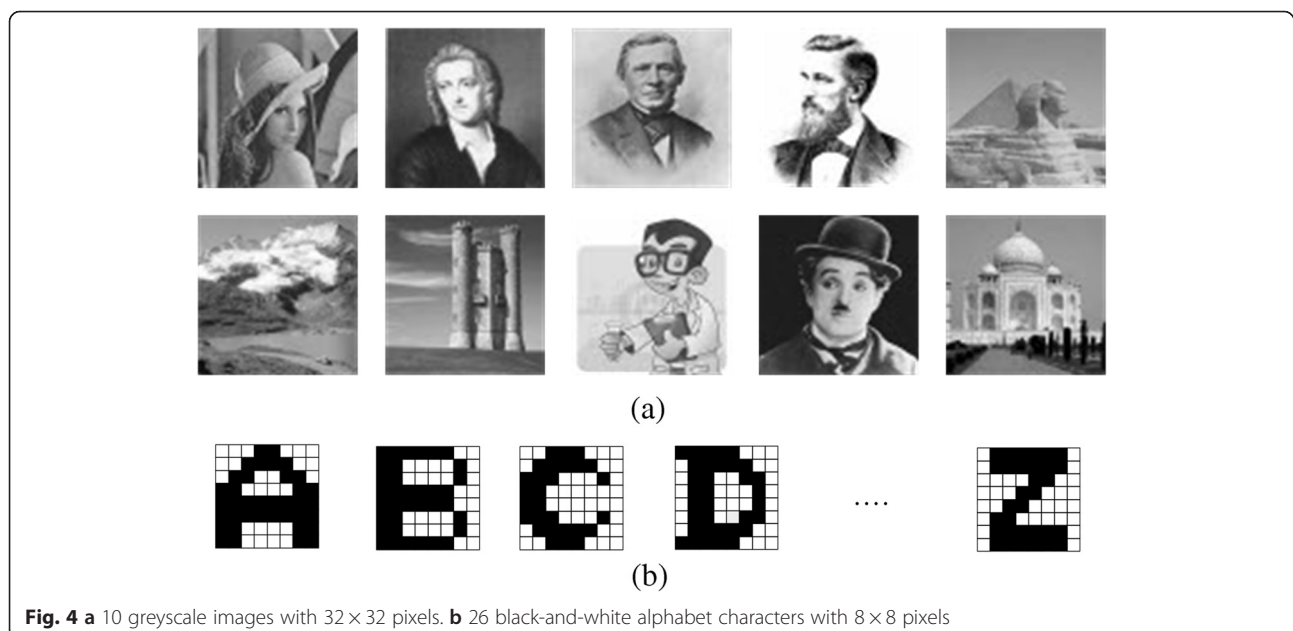 (a)
A B C D .... Z
(b)
Fig. 4 a 10 greyscale images with 32 × 32 pixels. b 26 black-and-white alphabet characters with 8 × 8 pixels